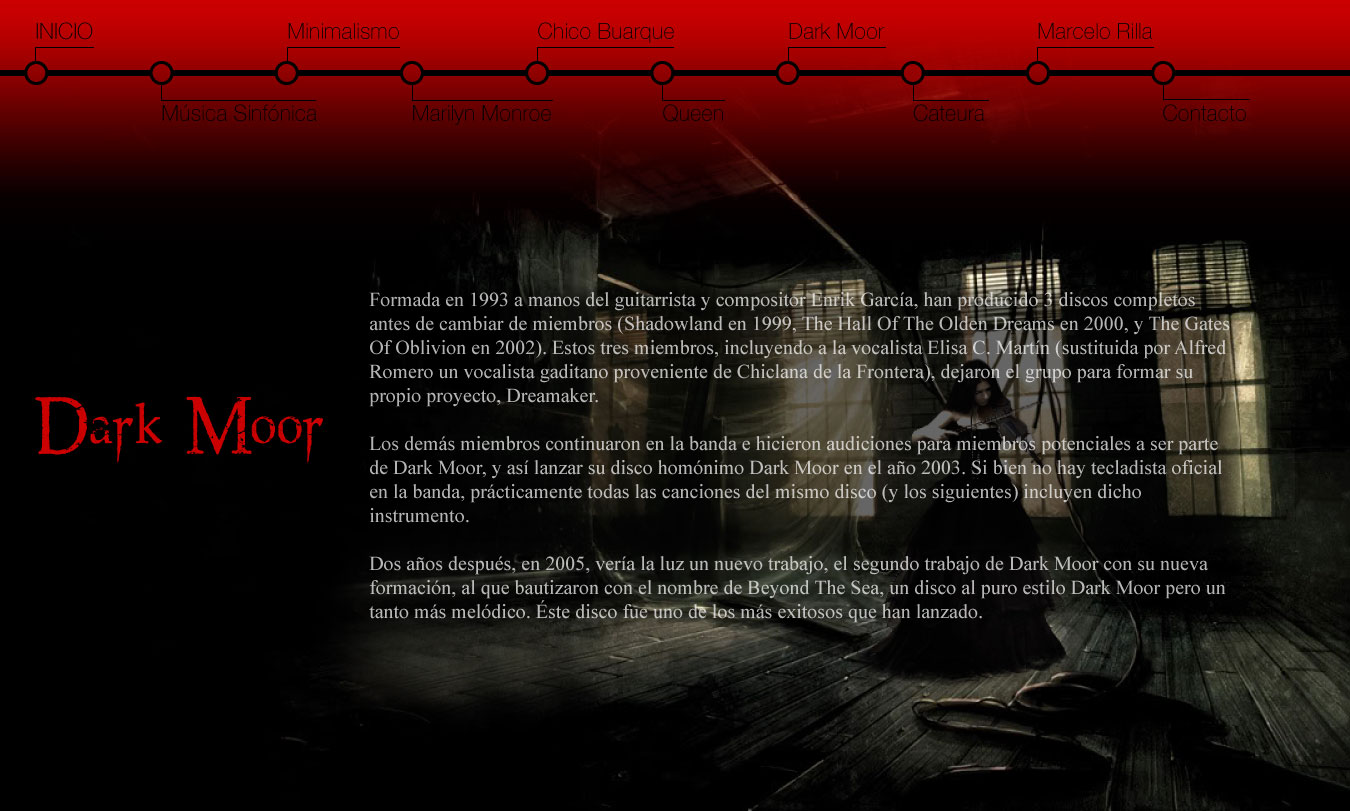 INICIO
Minimalismo
Chico Buarque
Dark Moor
Marcelo Rilla
Música Sinfónica
Marilyn Monroe
Queen
Cateura
Contacto
Dark Moor
Formada en 1993 a manos del guitarrista y compositor Enrik García, han producido 3 discos completos
antes de cambiar de miembros (Shadowland en 1999, The Hall Of The Olden Dreams en 2000, y The Gates
Of Oblivion en 2002). Estos tres miembros, incluyendo a la vocalista Elisa C. Martín (sustituida por Alfred
Romero un vocalista gaditano proveniente de Chiclana de la Frontera), dejaron el grupo para formar su
propio proyecto, Dreamaker.
Los demás miembros continuaron en la banda e hicieron audiciones para miembros potenciales a ser parte
de Dark Moor, y así lanzar su disco homónimo Dark Moor en el año 2003. Si bien no hay tecladista oficial
en la banda, prácticamente todas las canciones del mismo disco (y los siguientes) incluyen dicho
instrumento.
Dos años después, en 2005, vería la luz un nuevo trabajo, el segundo trabajo de Dark Moor con su nueva
formación, al que bautizaron con el nombre de Beyond The Sea, un disco al puro estilo Dark Moor pero un
tanto más melódico. Éste disco fue uno de los más exitosos que han lanzado.